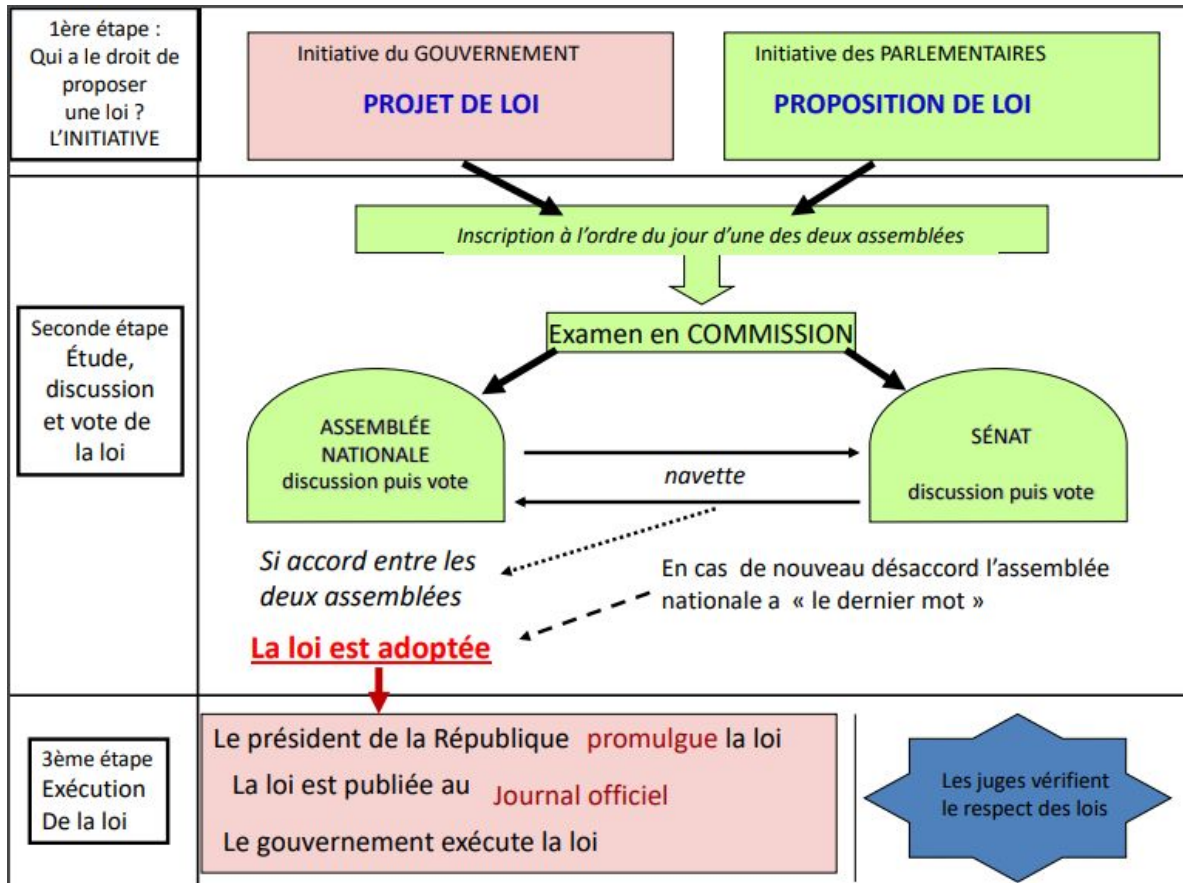 1ère étape :
Qui a le droit de
proposer
une loi ?
L'INITIATIVE
Initiative du GOUVERNEMENT
PROJET DE LOI
Initiative des PARLEMENTAIRES
PROPOSITION DE LOI
Seconde étape
Étude,
discussion
et vote de
la loi
Inscription à l'ordre du jour d'une des deux assemblées
Examen en COMMISSION
ASSEMBLÉE
NATIONALE
discussion puis vote
navette
SÉNAT
discussion puis vote
Si accord entre les
deux assemblées
En cas de nouveau désaccord l'assemblée
nationale a « le dernier mot »
La loi est adoptée
3ème étape
Exécution
De la loi
Le président de la République promulgue la loi
La loi est publiée au Journal officiel
Le gouvernement exécute la loi
Les juges vérifient
le respect des lois